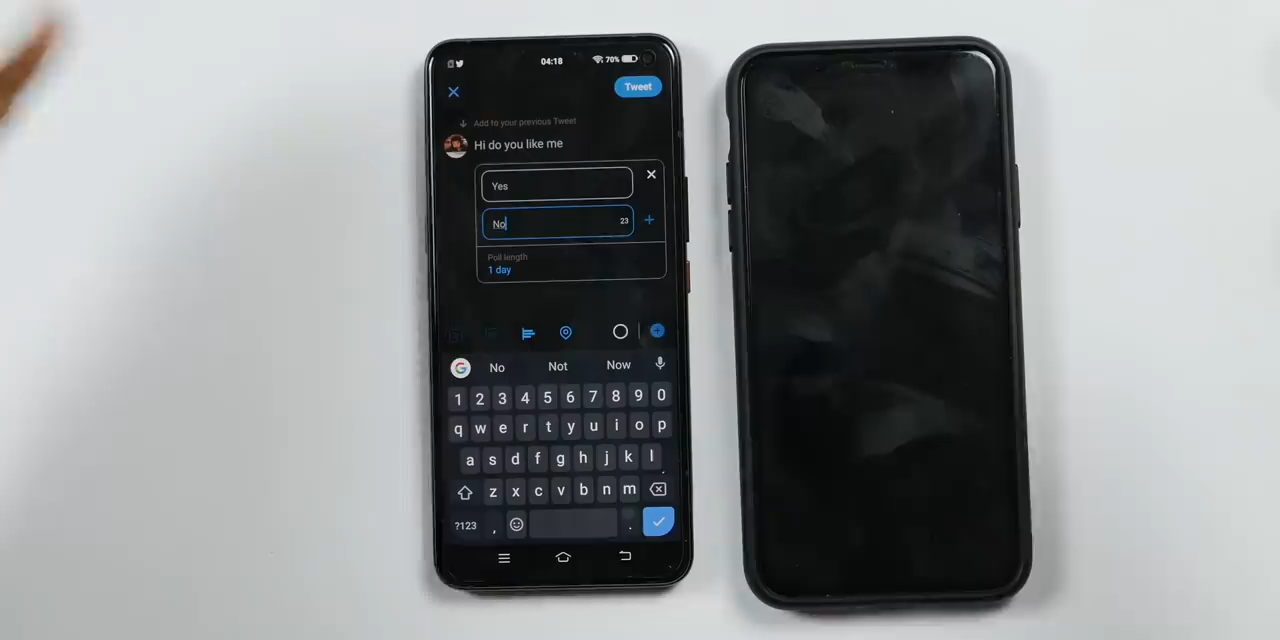 04:18 70%
Tweet
Add to your previous Tweet
Hi do you like me
Yes
No 23
Poll length
1 day
No Not Now
1 2 3 4 5 6 7 8 9 0
q w e r t y u i o p
a s d f g h j k l
z x c v b n m
?123 , .